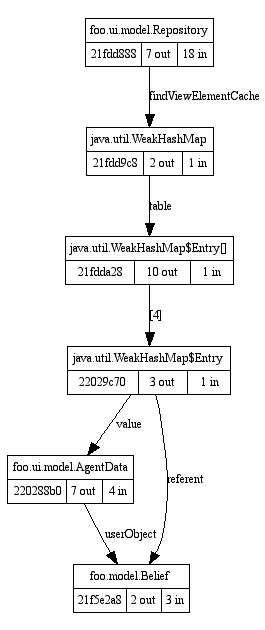 foo.ui.model.Repository
21fdd888 7 out 18 in
findViewElementCache
java.util.WeakHashMap
21fdd9c8 2 out 1 in
table
java.util.WeakHashMap$Entry[]
21fdda28 10 out 1 in
[4]
java.util.WeakHashMap$Entry
22029c70 3 out 1 in
value
foo.ui.model.AgentData
220288b0 7 out 4 in
referent
userObject
foo.model.Belief
21f5e2a8 2 out 3 in